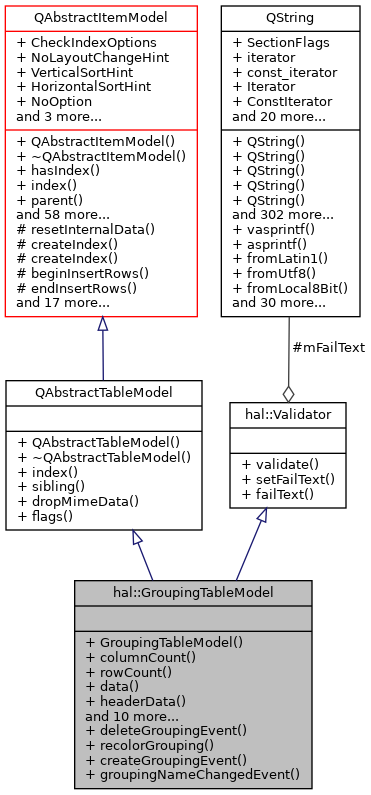 QAbstractItemModel
+ CheckIndexOptions
+ NoLayoutChangeHint
+ VerticalSortHint
+ HorizontalSortHint
+ NoOption
and 3 more...
+ QAbstractItemModel()
+ ~QAbstractItemModel()
+ hasIndex()
+ index()
+ parent()
and 58 more...
# resetInternalData()
# createIndex()
# createIndex()
# beginInsertRows()
# endInsertRows()
and 17 more...
QString
+ SectionFlags
+ iterator
+ const_iterator
+ Iterator
+ ConstIterator
and 20 more...
+ QString()
+ QString()
+ QString()
+ QString()
+ QString()
and 302 more...
+ vasprintf()
+ asprintf()
+ fromLatin1()
+ fromUtf8()
+ fromLocal8Bit()
and 30 more...
#mFailText
QAbstractTableModel
+ QAbstractTableModel()
+ ~QAbstractTableModel()
+ index()
+ sibling()
+ dropMimeData()
+ flags()
hal::Validator
+ validate()
+ setFailText()
+ failText()
hal::GroupingTableModel
+ GroupingTableModel()
+ columnCount()
+ rowCount()
+ data()
+ headerData()
and 10 more...
+ deleteGroupingEvent()
+ recolorGrouping()
+ createGroupingEvent()
+ groupingNameChangedEvent()